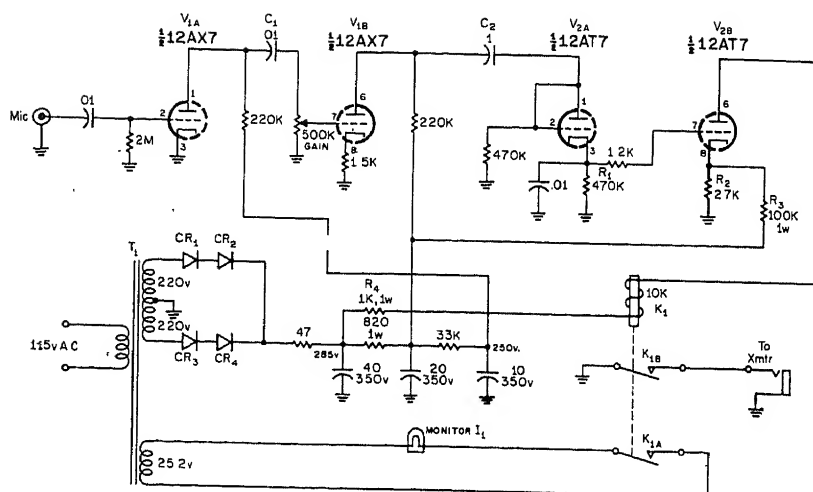 V1A
½12AX7
C1
01
V1B
½12AX7
C2
1
V2A
½12AT7
V2B
½12AT7
Mic
01
2
1
3
2M
220K
500K
GAIN
7
6
8
1 5K
220K
470K
2
1
3
.01
R1
470K
1 2K
7
6
8
R2
27K
R3
100K
1w
T1
CR1
CR2
220v
220v
CR3
CR4
115v A C
47
285v
R4
1K, 1w
820
1w
33K
250v.
40
350v
20
350v
10
350v
10K
K1
K1B
To
Xmtr
MONITOR I1
K1A
25 2v